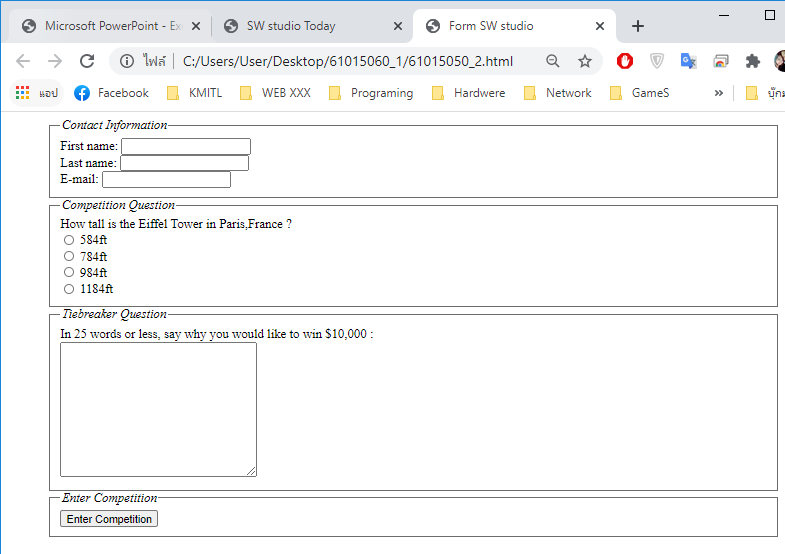 Microsoft PowerPoint - Ex
SW studio Today
Form SW studio
ไฟล์
C:/Users/User/Desktop/61015060_1/61015050_2.html
แอป
Facebook
KMITL
WEB XXX
Programing
Hardwere
Network
GameS
»
Contact Information
First name:
Last name:
E-mail:
Competition Question
How tall is the Eiffel Tower in Paris,France ?
584ft
784ft
984ft
1184ft
Tiebreaker Question
In 25 words or less, say why you would like to win $10,000 :
Enter Competition
Enter Competition